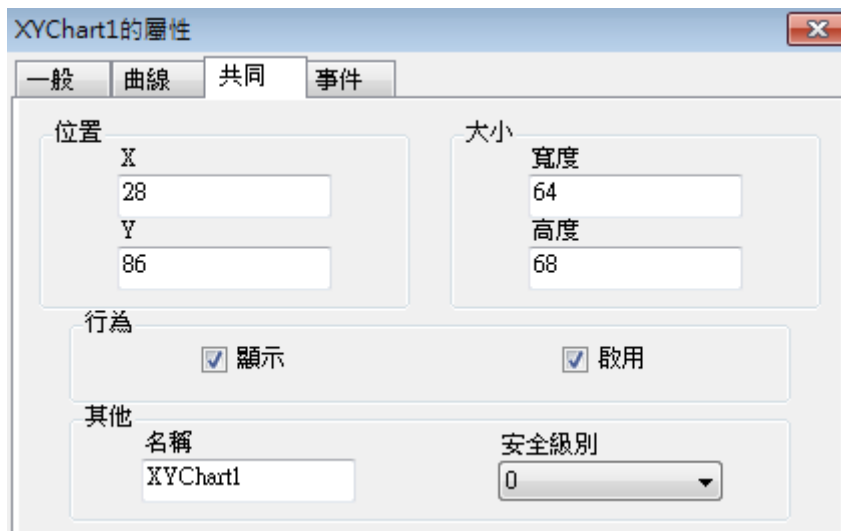 XYChart1的屬性
一般 曲線 共同 事件
位置 大小
X 寬度
28 64
Y 高度
86 68
行為
顯示 啟用
其他
名稱 安全級別
XYChart1 0